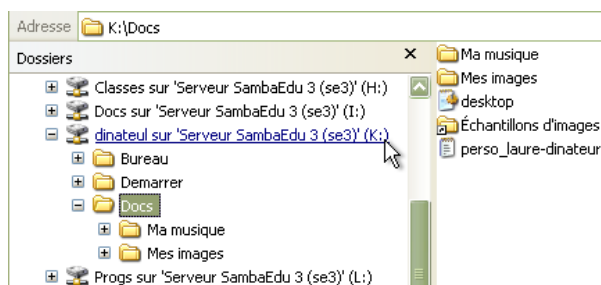 Adresse K:\Docs
Dossiers
Classes sur 'Serveur SambaEdu 3 (se3)' (H:)
Docs sur 'Serveur SambaEdu 3 (se3)' (I:)
dinateul sur 'Serveur SambaEdu 3 (se3)' (K:)
Bureau
Demarrer
Docs
Ma musique
Mes images
Progs sur 'Serveur SambaEdu 3 (se3)' (L:)
Ma musique
Mes images
desktop
Échantillons d'images
perso_laure-dinateur